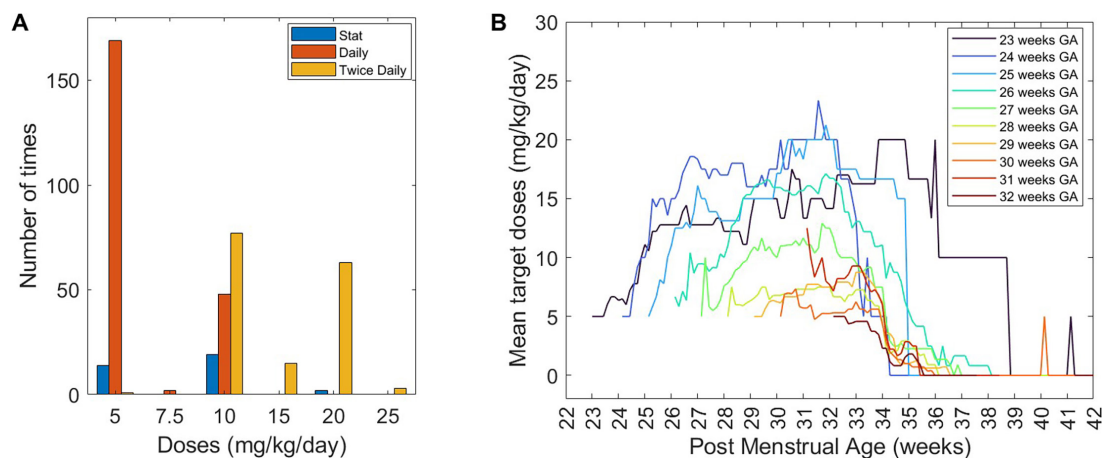 A
Stat
Daily
Twice Daily
Number of times
150
100
50
0
5 7.5 10 15 20 25
Doses (mg/kg/day)
B
23 weeks GA
24 weeks GA
25 weeks GA
26 weeks GA
27 weeks GA
28 weeks GA
29 weeks GA
30 weeks GA
31 weeks GA
32 weeks GA
Mean target doses (mg/kg/day)
30
25
20
15
10
5
0
22 23 24 25 26 27 28 29 30 31 32 33 34 35 36 37 38 39 40 41 42
Post Menstrual Age (weeks)